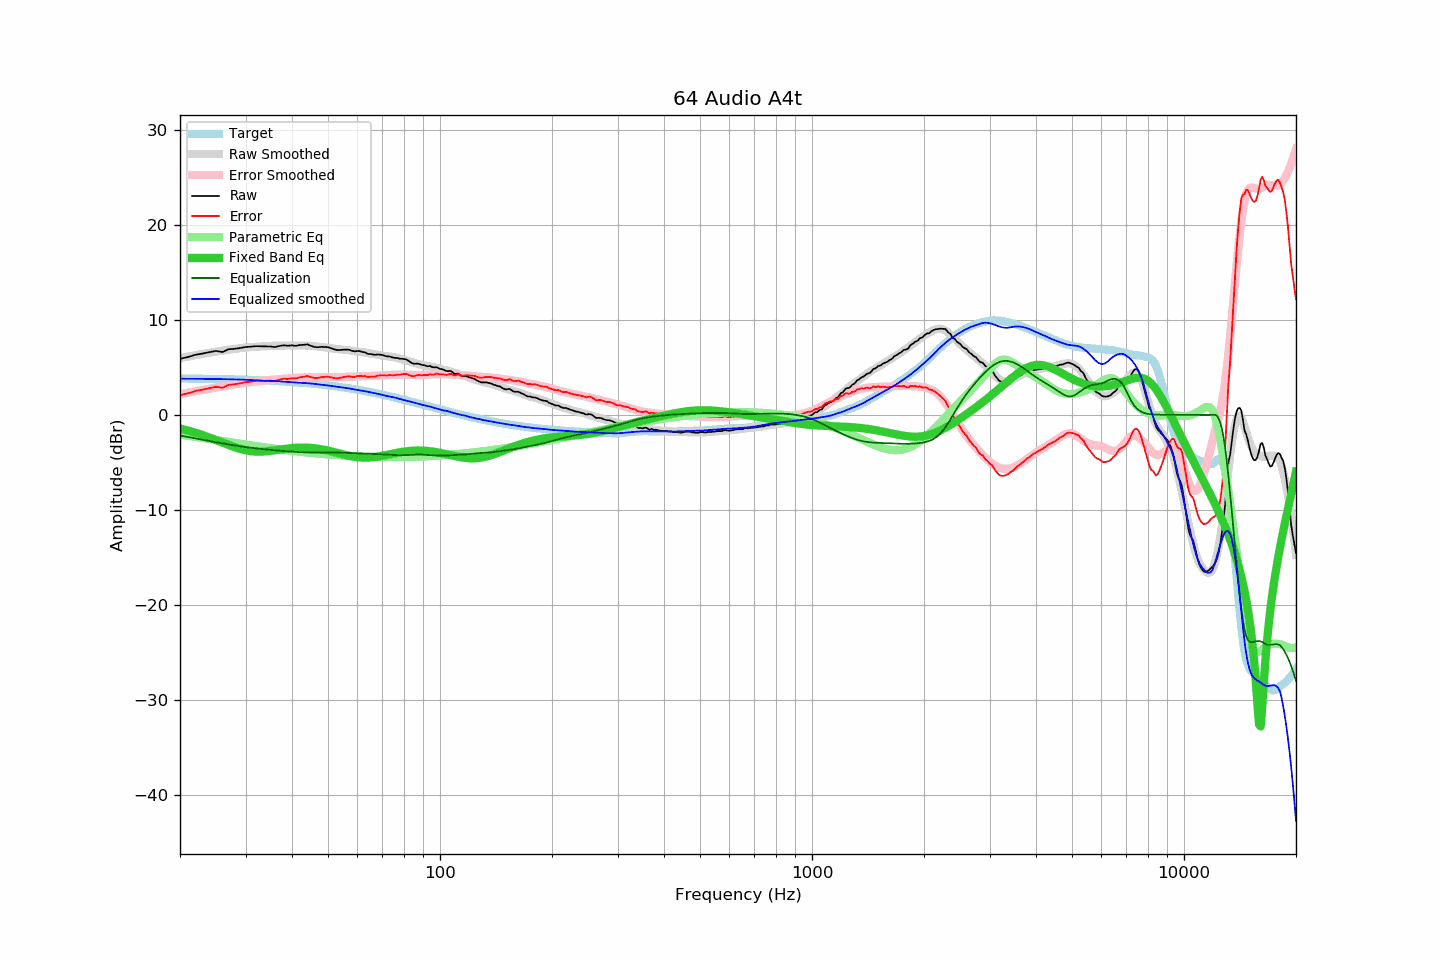 64 Audio A4t
Target
Raw Smoothed
Error Smoothed
Raw
Error
Parametric Eq
Fixed Band Eq
Equalization
Equalized smoothed
30
20
10
0
−10
−20
−30
−40
Amplitude (dBr)
100
1000
10000
Frequency (Hz)